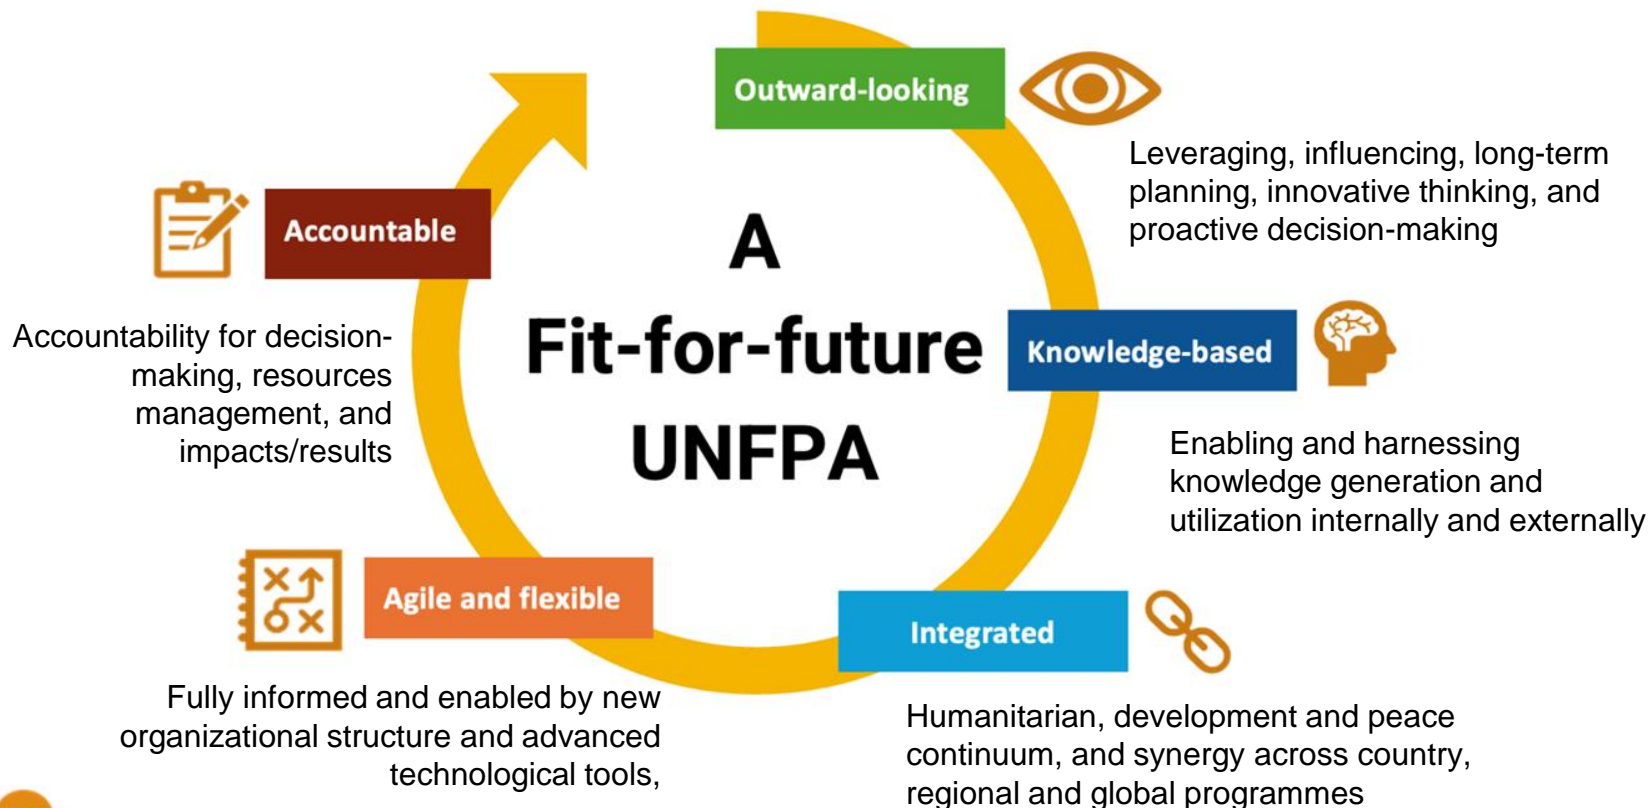 Outward-looking
Leveraging, influencing, long-term
planning, innovative thinking, and
proactive decision-making
A
Fit-for-future
UNFPA
Knowledge-based
Enabling and harnessing
knowledge generation and
utilization internally and externally
Integrated
Humanitarian, development and peace
continuum, and synergy across country,
regional and global programmes
Agile and flexible
Fully informed and enabled by new
organizational structure and advanced
technological tools,
Accountable
Accountability for decision-
making, resources
management, and
impacts/results